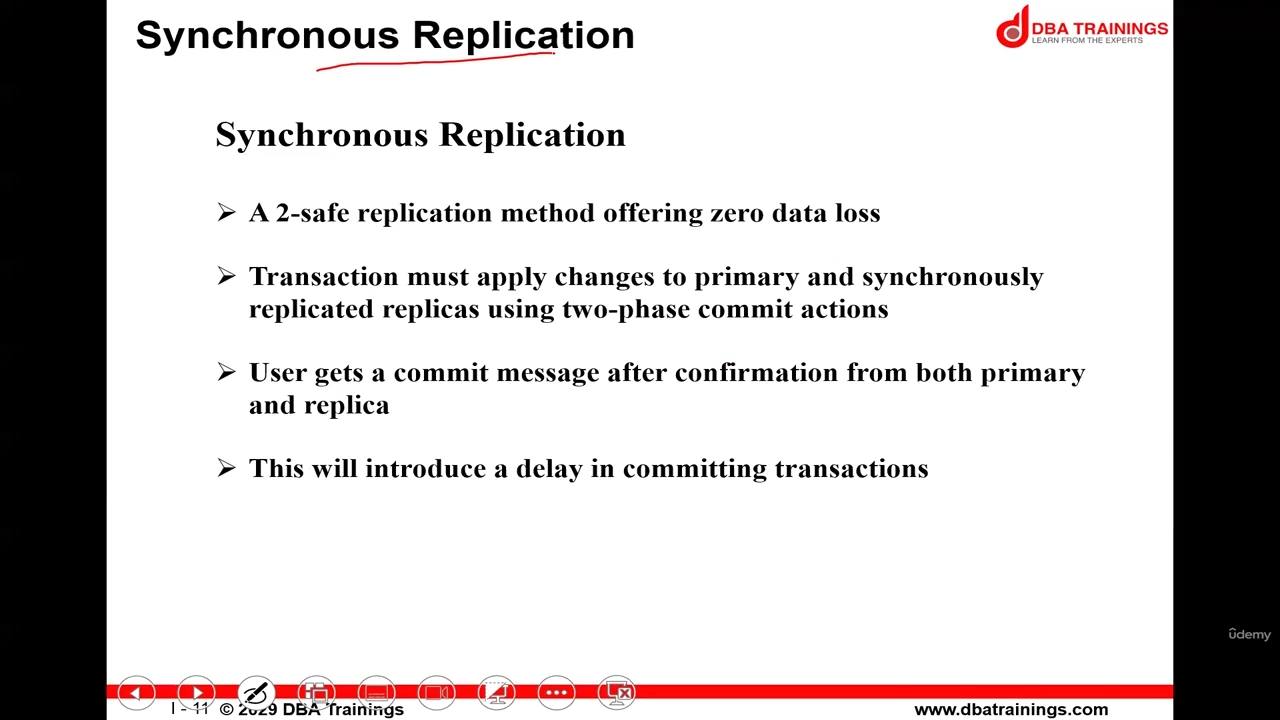 Synchronous Replication
DBA TRAININGS
LEARN FROM THE EXPERTS
Synchronous Replication
➢ A 2-safe replication method offering zero data loss
➢ Transaction must apply changes to primary and synchronously
replicated replicas using two-phase commit actions
➢ User gets a commit message after confirmation from both primary
and replica
➢ This will introduce a delay in committing transactions
ûdemy
I - 11 © 2029 DBA Trainings
www.dbatrainings.com